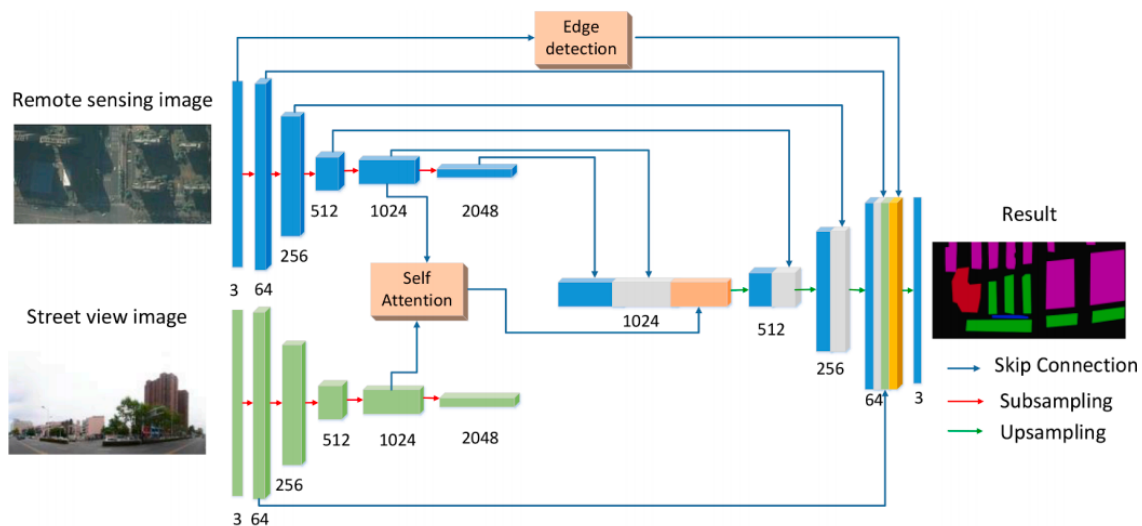 Edge
detection
Remote sensing image
3
64
256
512
1024
2048
Self
Attention
1024
512
256
64
3
Result
Street view image
3
64
256
512
1024
2048
Skip Connection
Subsampling
Upsampling